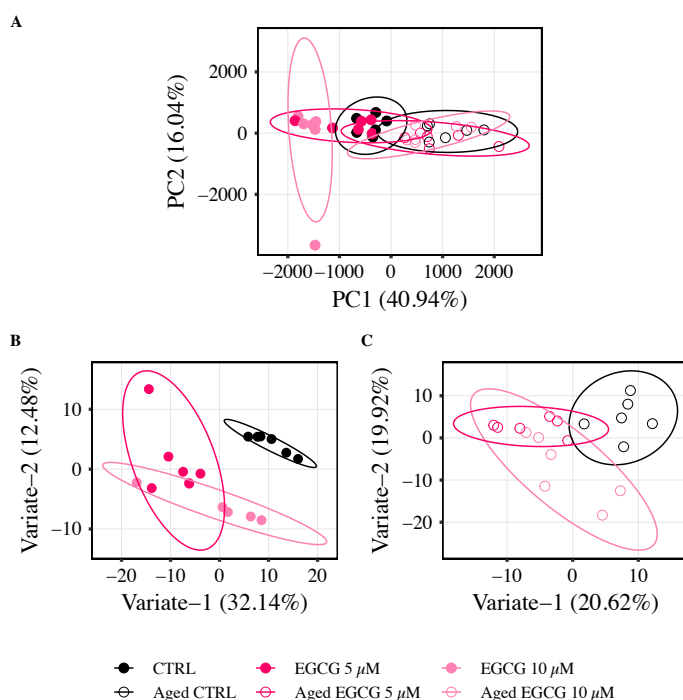 A
PC2 (16.04%)
2000
0
−2000
−2000 −1000 0 1000 2000
PC1 (40.94%)
B
Variate−2 (12.48%)
10
0
−10
−20 −10 0 10 20
Variate−1 (32.14%)
C
Variate−2 (19.92%)
10
0
−10
−20
−10 0 10
Variate−1 (20.62%)
CTRL EGCG 5 μM EGCG 10 μM
Aged CTRL Aged EGCG 5 μM Aged EGCG 10 μM